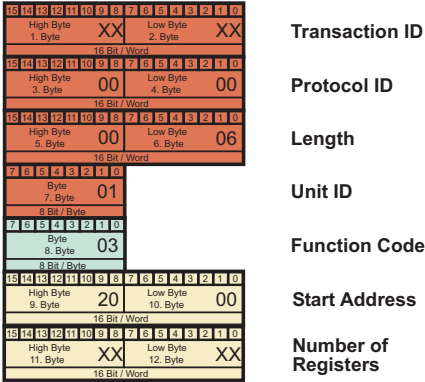 15 14 13 12 11 10 9 8 7 6 5 4 3 2 1 0
High Byte
1. Byte
XX
Low Byte
2. Byte
XX
16 Bit / Word
Transaction ID
15 14 13 12 11 10 9 8 7 6 5 4 3 2 1 0
High Byte
3. Byte
00
Low Byte
4. Byte
00
16 Bit / Word
Protocol ID
15 14 13 12 11 10 9 8 7 6 5 4 3 2 1 0
High Byte
5. Byte
00
Low Byte
6. Byte
06
16 Bit / Word
Length
7 6 5 4 3 2 1 0
Byte
7. Byte
01
8 Bit / Byte
Unit ID
7 6 5 4 3 2 1 0
Byte
8. Byte
03
8 Bit / Byte
Function Code
15 14 13 12 11 10 9 8 7 6 5 4 3 2 1 0
High Byte
9. Byte
20
Low Byte
10. Byte
00
16 Bit / Word
Start Address
15 14 13 12 11 10 9 8 7 6 5 4 3 2 1 0
High Byte
11. Byte
XX
Low Byte
12. Byte
XX
16 Bit / Word
Number of
Registers